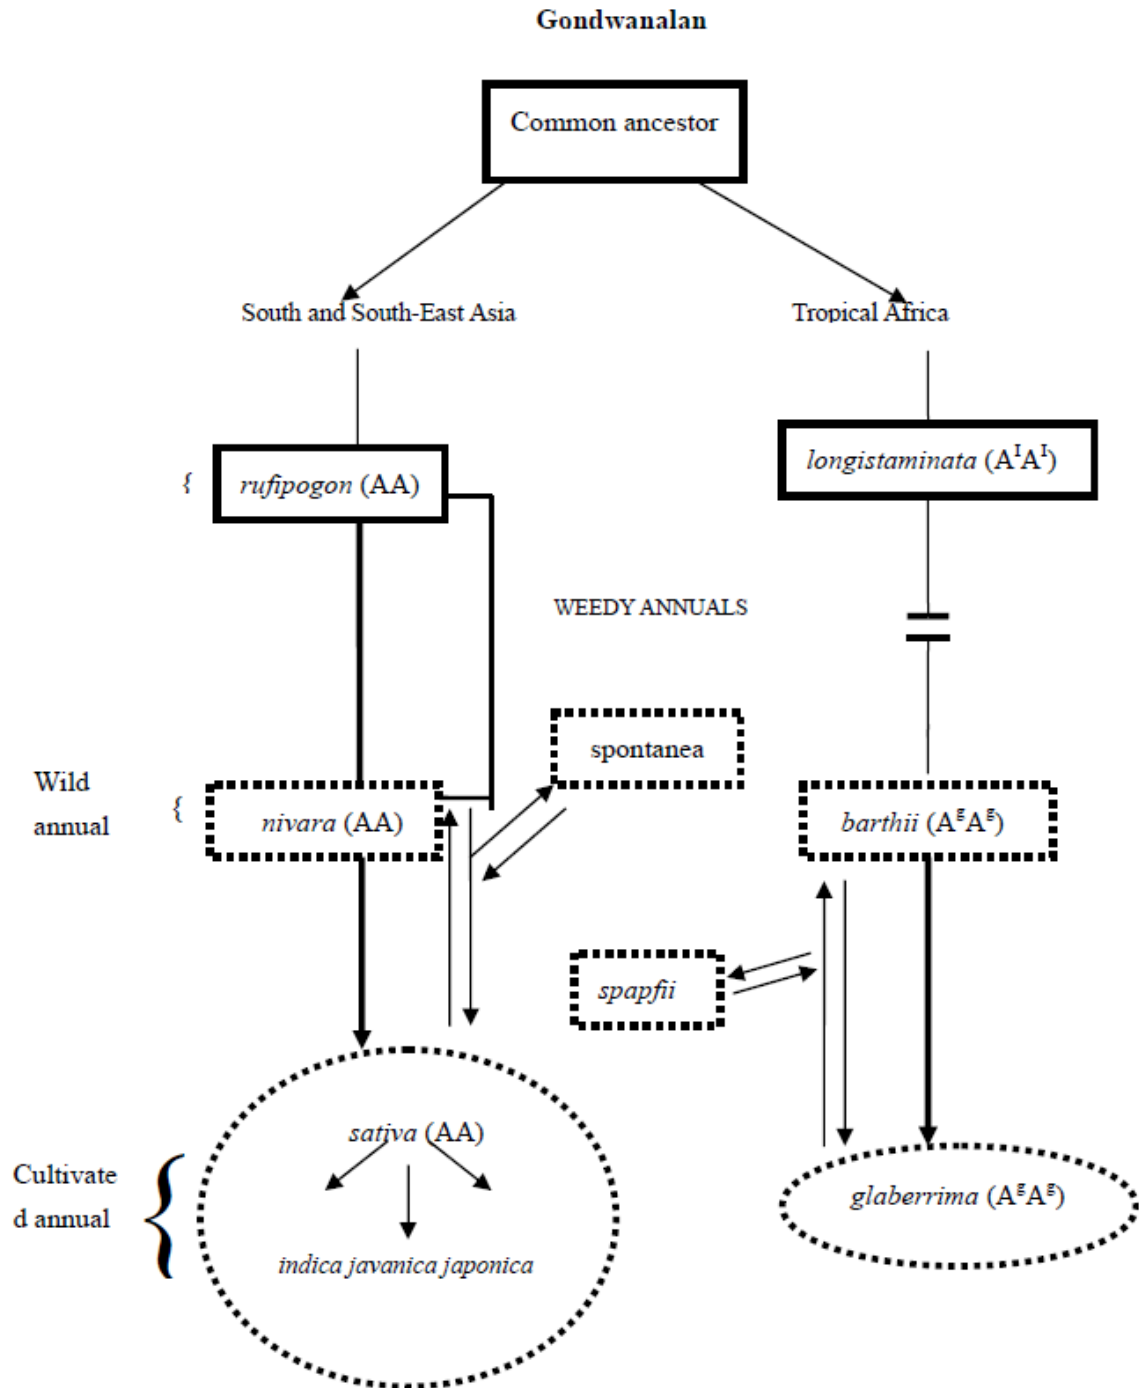 Gondwanalan
Common ancestor
South and South-East Asia
Tropical Africa
{ rufipogon (AA)
longistaminata (AᴵAᴵ)
WEEDY ANNUALS
spontanea
Wild
annual
{ nivara (AA)
barthii (AᵍAᵍ)
spapfii
sativa (AA)
Cultivate
d annual
{
glaberrima (AᵍAᵍ)
indica javanica japonica